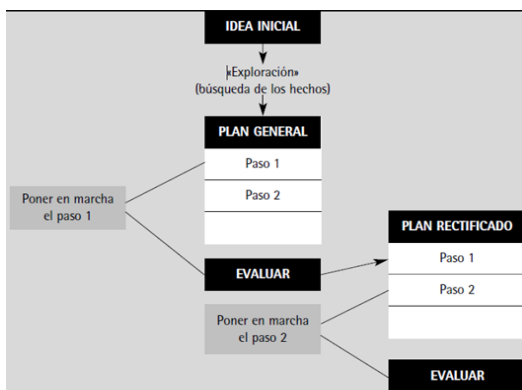 IDEA INICIAL
«Exploración»
(búsqueda de los hechos)
PLAN GENERAL
Paso 1
Paso 2
Poner en marcha
el paso 1
EVALUAR
PLAN RECTIFICADO
Paso 1
Paso 2
Poner en marcha
el paso 2
EVALUAR